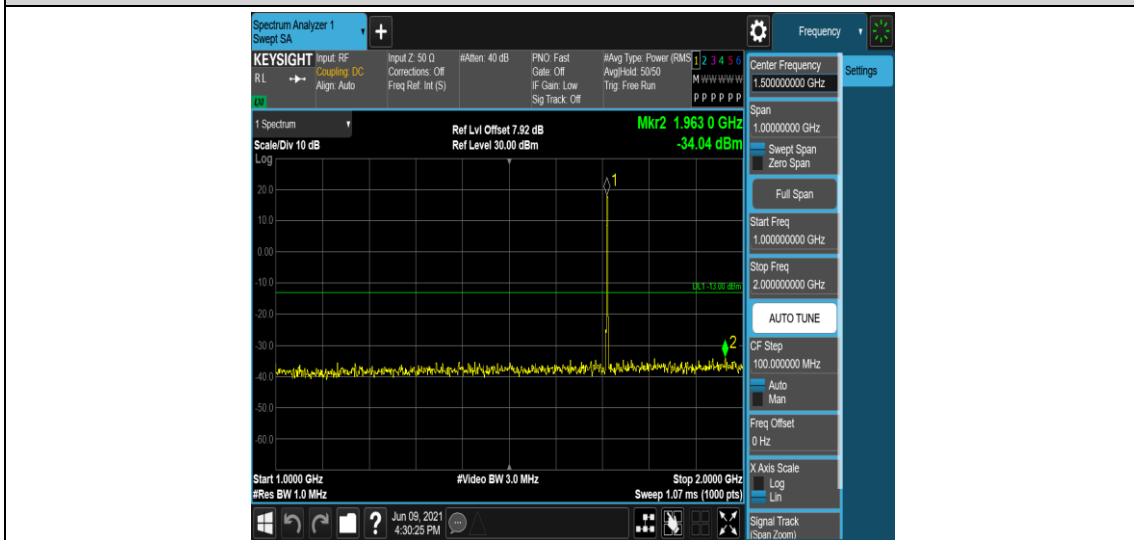 Spectrum Analyzer 1
Swept SA
+
Frequency
KEYSIGHT
RL
LXI
Input: RF
Coupling: DC
Align: Auto
Input Z: 50 Ω
Corrections: Off
Freq Ref: Int (S)
#Atten: 40 dB
PNO: Fast
Gate: Off
IF Gain: Low
Sig Track: Off
#Avg Type: Power (RMS
Avg|Hold: 50/50
Trig: Free Run
1 2 3 4 5 6
M W W W W W
P P P P P P
1 Spectrum
Scale/Div 10 dB
Log
Ref Lvl Offset 7.92 dB
Ref Level 30.00 dBm
Mkr2 1.963 0 GHz
-34.04 dBm
1
20.0
10.0
0.00
-10.0
DL1 -13.00 dBm
-20.0
-30.0
2
-40.0
-50.0
-60.0
Start 1.0000 GHz
#Res BW 1.0 MHz
#Video BW 3.0 MHz
Stop 2.0000 GHz
Sweep 1.07 ms (1000 pts)
?
Jun 09, 2021
4:30:25 PM
Center Frequency
1.500000000 GHz
Settings
Span
1.00000000 GHz
Swept Span
Zero Span
Full Span
Start Freq
1.000000000 GHz
Stop Freq
2.000000000 GHz
AUTO TUNE
CF Step
100.000000 MHz
Auto
Man
Freq Offset
0 Hz
X Axis Scale
Log
Lin
Signal Track
(Span Zoom)